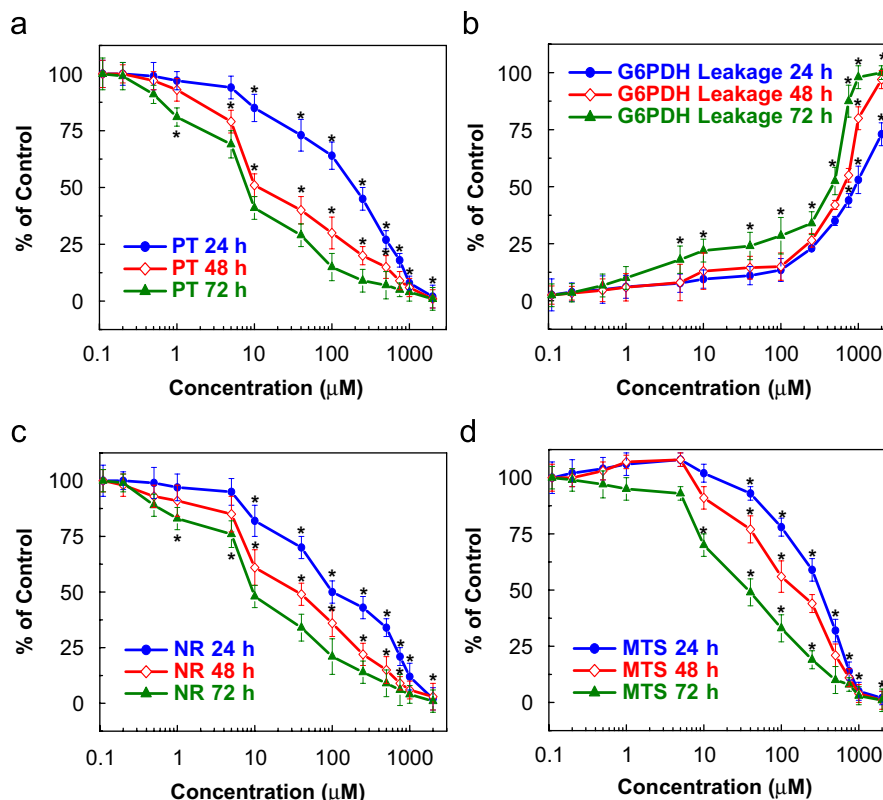 a
100
75
50
25
0
% of Control
PT 24 h
PT 48 h
PT 72 h
* * * * * * * * * * * * * * * *
0.1 1 10 100 1000
Concentration (μM)
b
100
75
50
25
0
% of Control
G6PDH Leakage 24 h
G6PDH Leakage 48 h
G6PDH Leakage 72 h
0.1 1 10 100 1000
Concentration (μM)
c
100
75
50
25
0
% of Control
NR 24 h
NR 48 h
NR 72 h
0.1 1 10 100 1000
Concentration (μM)
d
100
75
50
25
0
% of Control
MTS 24 h
MTS 48 h
MTS 72 h
0.1 1 10 100 1000
Concentration (μM)